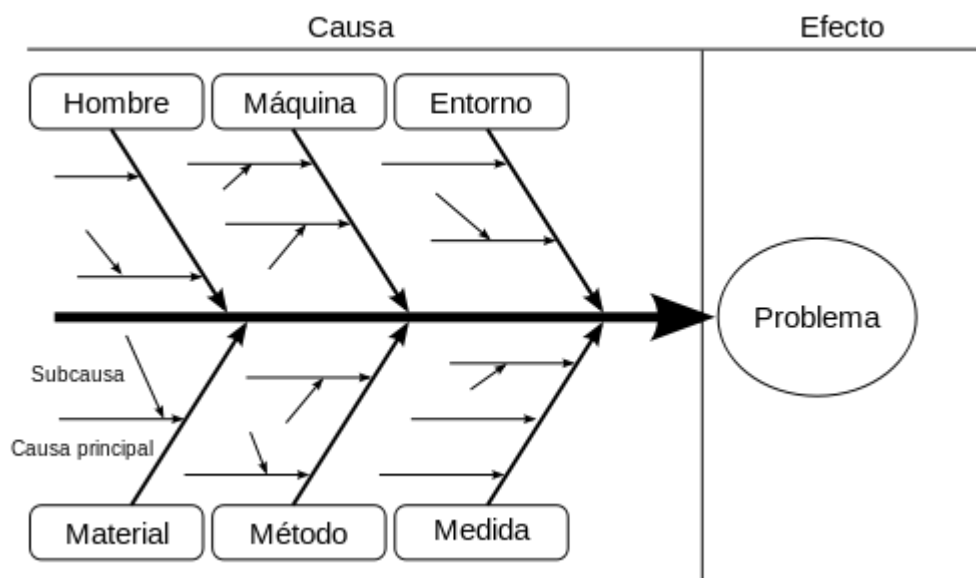 Causa
Efecto
Hombre
Máquina
Entorno
Problema
Subcausa
Causa principal
Material
Método
Medida